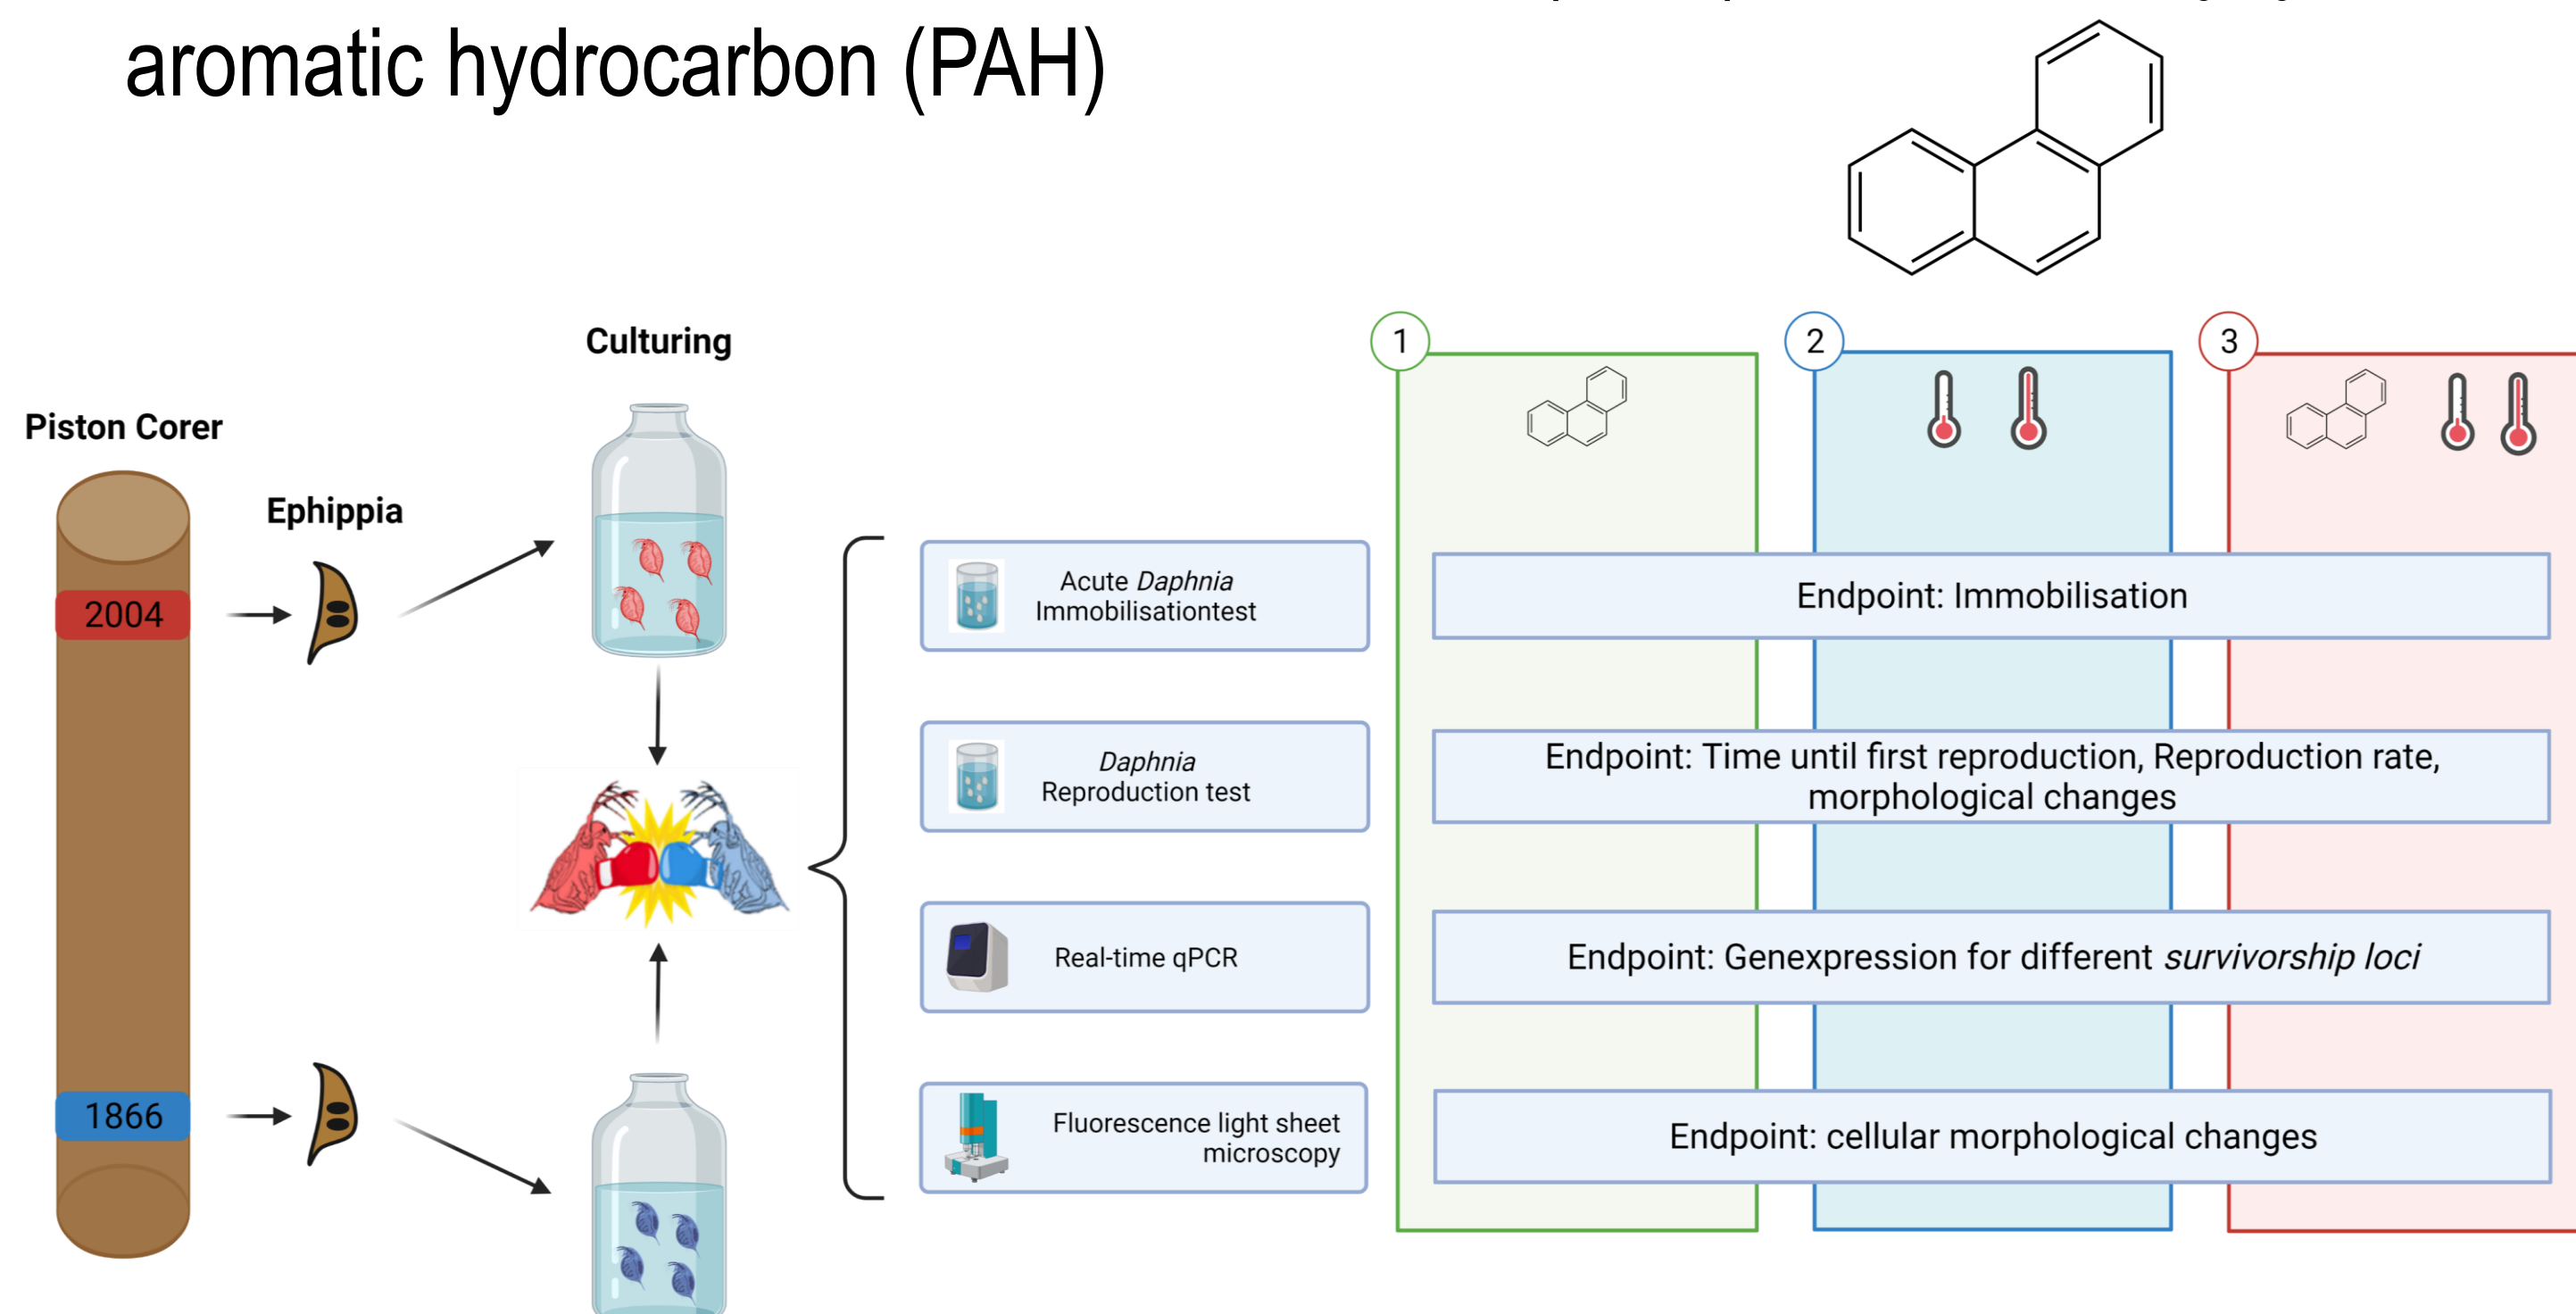 aromatic hydrocarbon (PAH)
Culturing
Piston Corer
Ephippia
2004
1866
Acute Daphnia
Immobilisationtest
Daphnia
Reproduction test
Real-time qPCR
Fluorescence light sheet
microscopy
1
2
3
Endpoint: Immobilisation
Endpoint: Time until first reproduction, Reproduction rate,
morphological changes
Endpoint: Genexpression for different survivorship loci
Endpoint: cellular morphological changes